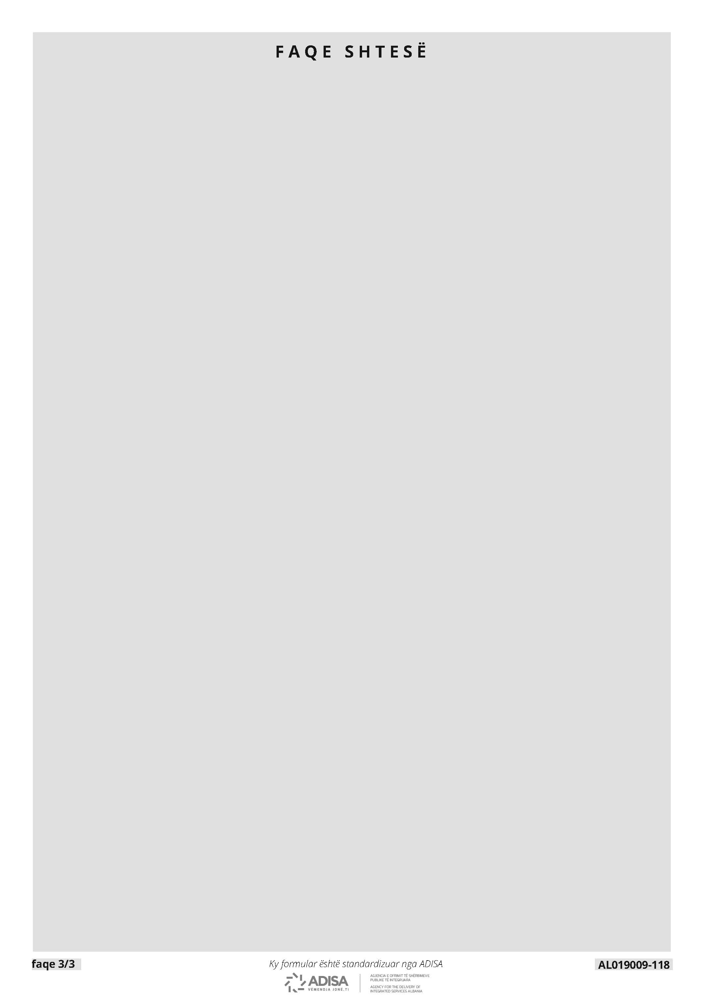 FAQE SHTESË
faqe 3/3
Ky formular është standardizuar nga ADISA
AL019009-118
ADISA
VËMENDJA JONË, TI
AGJENCIA E OFRIMIT TË SHËRBIMEVE
PUBLIKE TË INTEGRUARA
AGENCY FOR THE DELIVERY OF
INTEGRATED SERVICES ALBANIA